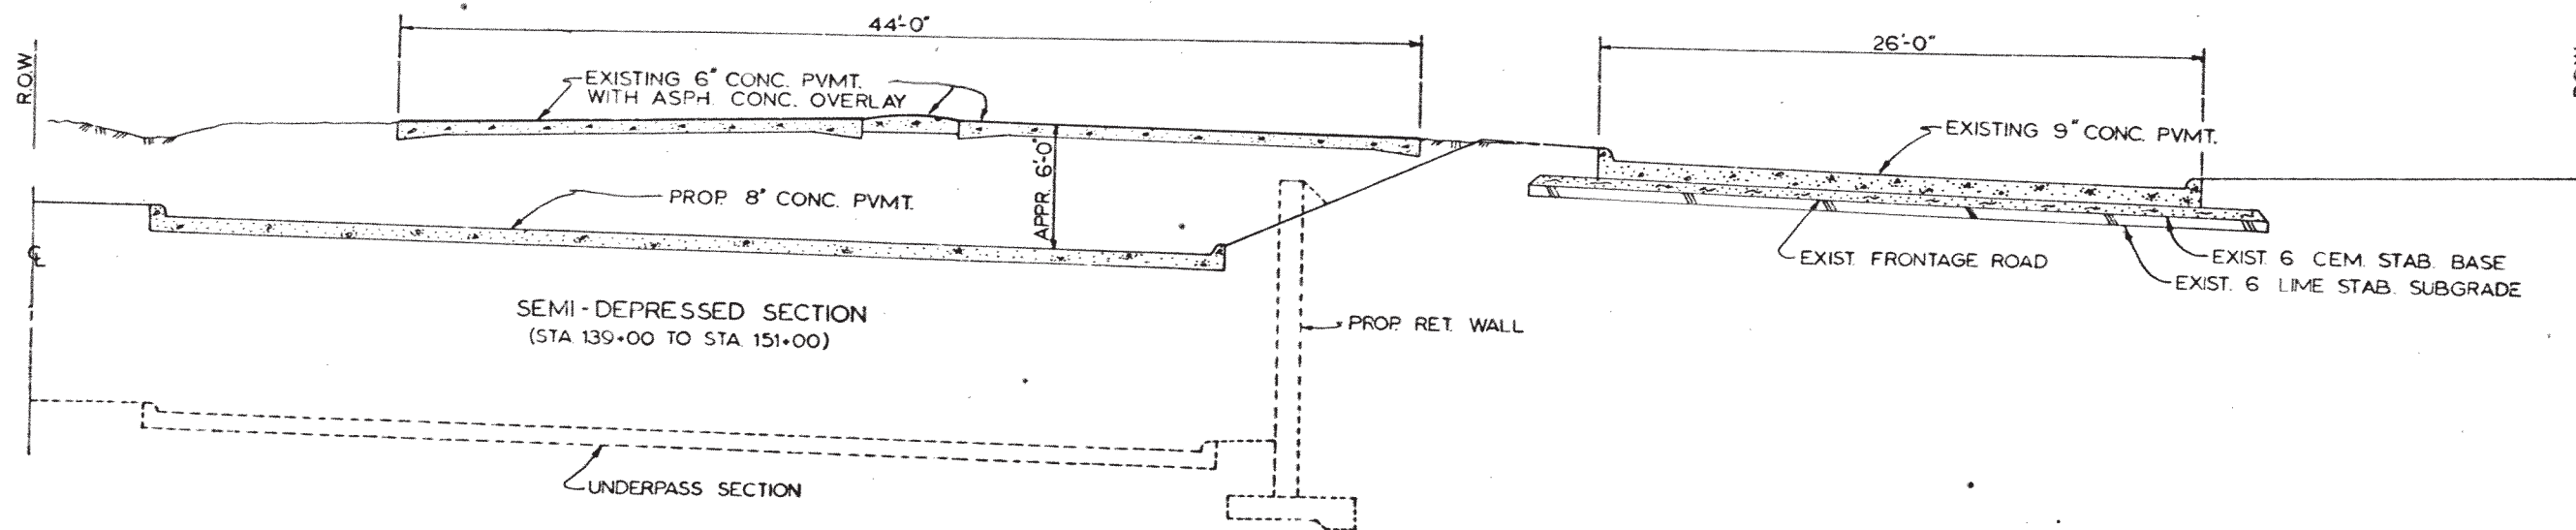 44'-0"
26'-0"
R.O.W
EXISTING 6" CONC. PVMT.
WITH ASPH. CONC. OVERLAY
EXISTING 9" CONC. PVMT.
APPR. 6'-0"
PROP. 8" CONC. PVMT.
℄
EXIST. FRONTAGE ROAD
EXIST. 6 CEM. STAB. BASE
EXIST. 6 LIME STAB. SUBGRADE
SEMI-DEPRESSED SECTION
(STA. 139+00 TO STA. 151+00)
PROP. RET. WALL
UNDERPASS SECTION